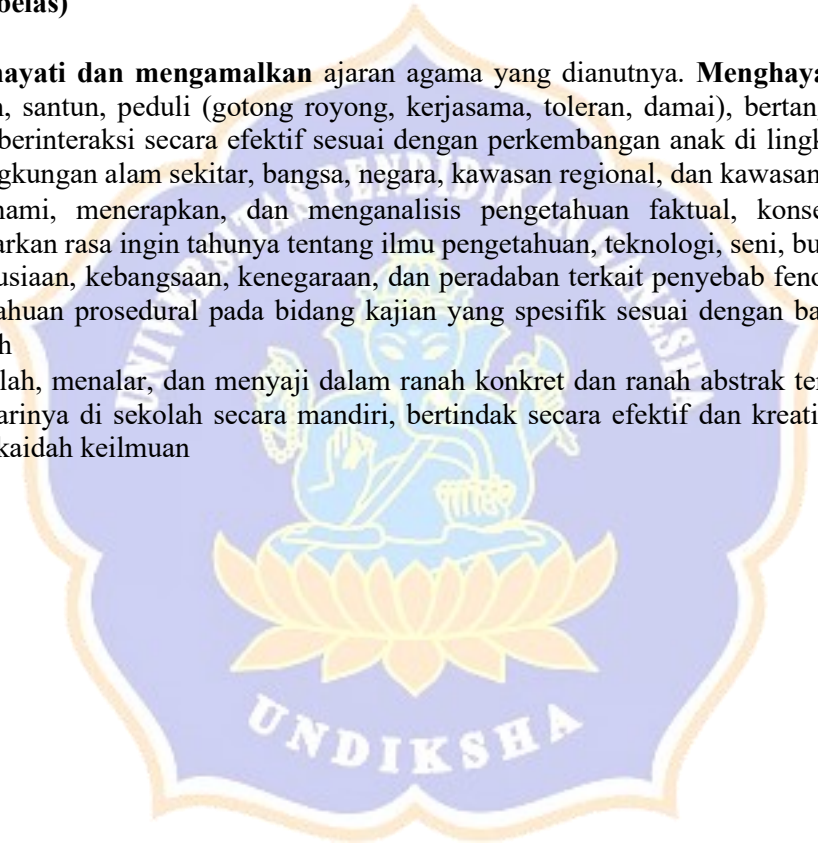 belas)
hayati dan mengamalkan ajaran agama yang dianutnya. Menghaya
, santun, peduli (gotong royong, kerjasama, toleran, damai), bertan
berinteraksi secara efektif sesuai dengan perkembangan anak di lingk
gkungan alam sekitar, bangsa, negara, kawasan regional, dan kawasan
ami, menerapkan, dan menganalisis pengetahuan faktual, konse
arkan rasa ingin tahunya tentang ilmu pengetahuan, teknologi, seni, bu
usiaan, kebangsaan, kenegaraan, dan peradaban terkait penyebab feno
ahuan prosedural pada bidang kajian yang spesifik sesuai dengan ba
h
lah, menalar, dan menyaji dalam ranah konkret dan ranah abstrak ter
arinya di sekolah secara mandiri, bertindak secara efektif dan kreati
kaidah keilmuan
UNIVERSITAS PENDIDIKAN GANESHA
UNDIKSHA